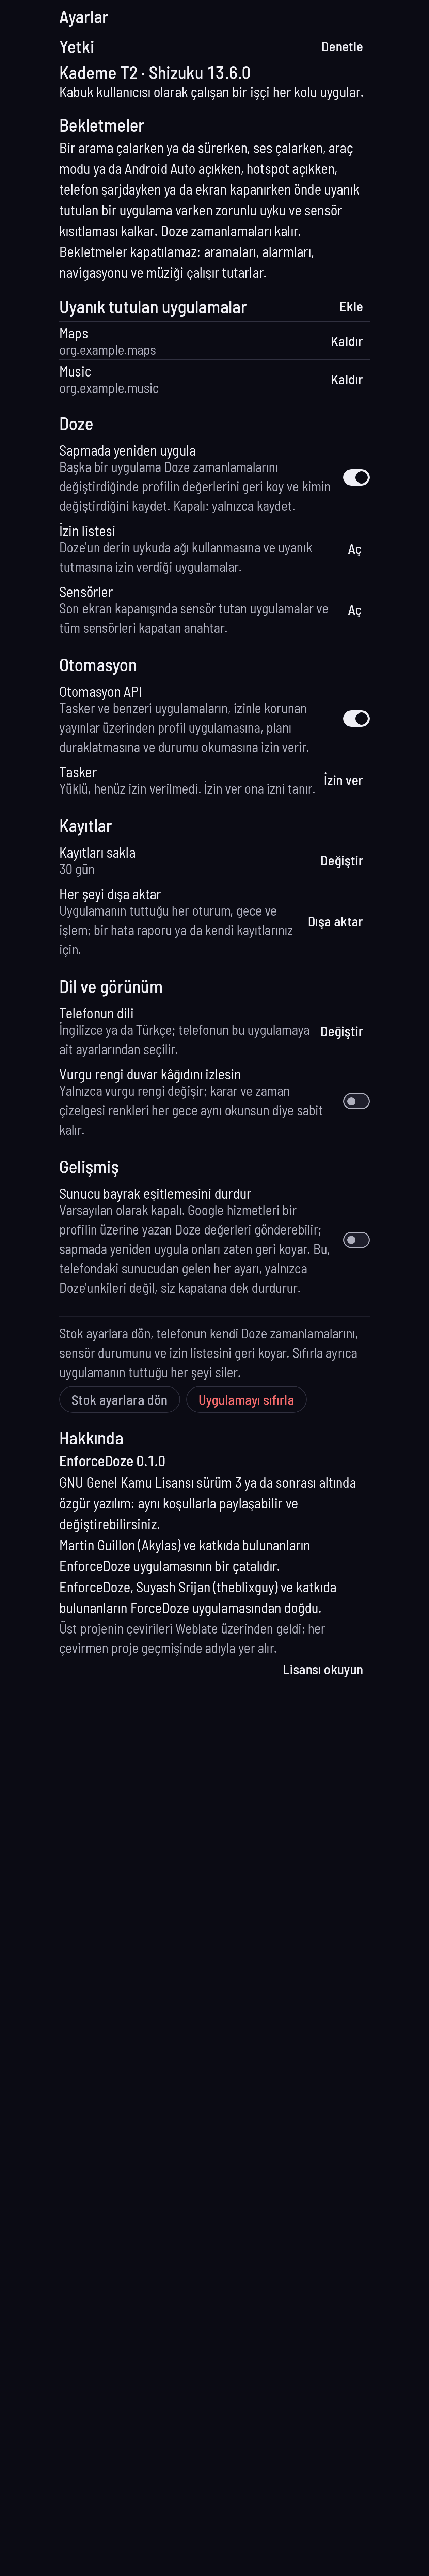 Ayarlar
Yetki
Denetle
Kademe T2 · Shizuku 13.6.0
Kabuk kullanıcısı olarak çalışan bir işçi her kolu uygular.
Bekletmeler
Bir arama çalarken ya da sürerken, ses çalarken, araç
modu ya da Android Auto açıkken, hotspot açıkken,
telefon şarjdayken ya da ekran kapanırken önde uyanık
tutulan bir uygulama varken zorunlu uyku ve sensör
kısıtlaması kalkar. Doze zamanlamaları kalır.
Bekletmeler kapatılamaz: aramaları, alarmları,
navigasyonu ve müziği çalışır tutarlar.
Uyanık tutulan uygulamalar
Ekle
Maps
org.example.maps
Kaldır
Music
org.example.music
Kaldır
Doze
Sapmada yeniden uygula
Başka bir uygulama Doze zamanlamalarını
değiştirdiğinde profilin değerlerini geri koy ve kimin
değiştirdiğini kaydet. Kapalı: yalnızca kaydet.
İzin listesi
Doze'un derin uykuda ağı kullanmasına ve uyanık
tutmasına izin verdiği uygulamalar.
Aç
Sensörler
Son ekran kapanışında sensör tutan uygulamalar ve
tüm sensörleri kapatan anahtar.
Aç
Otomasyon
Otomasyon API
Tasker ve benzeri uygulamaların, izinle korunan
yayınlar üzerinden profil uygulamasına, planı
duraklatmasına ve durumu okumasına izin verir.
Tasker
Yüklü, henüz izin verilmedi. İzin ver ona izni tanır.
İzin ver
Kayıtlar
Kayıtları sakla
30 gün
Değiştir
Her şeyi dışa aktar
Uygulamanın tuttuğu her oturum, gece ve
işlem; bir hata raporu ya da kendi kayıtlarınız
için.
Dışa aktar
Dil ve görünüm
Telefonun dili
İngilizce ya da Türkçe; telefonun bu uygulamaya
ait ayarlarından seçilir.
Değiştir
Vurgu rengi duvar kâğıdını izlesin
Yalnızca vurgu rengi değişir; karar ve zaman
çizelgesi renkleri her gece aynı okunsun diye sabit
kalır.
Gelişmiş
Sunucu bayrak eşitlemesini durdur
Varsayılan olarak kapalı. Google hizmetleri bir
profilin üzerine yazan Doze değerleri gönderebilir;
sapmada yeniden uygula onları zaten geri koyar. Bu,
telefondaki sunucudan gelen her ayarı, yalnızca
Doze'unkileri değil, siz kapatana dek durdurur.
Stok ayarlara dön, telefonun kendi Doze zamanlamalarını,
sensör durumunu ve izin listesini geri koyar. Sıfırla ayrıca
uygulamanın tuttuğu her şeyi siler.
Stok ayarlara dön
Uygulamayı sıfırla
Hakkında
EnforceDoze 0.1.0
GNU Genel Kamu Lisansı sürüm 3 ya da sonrası altında
özgür yazılım: aynı koşullarla paylaşabilir ve
değiştirebilirsiniz.
Martin Guillon (Akylas) ve katkıda bulunanların
EnforceDoze uygulamasının bir çatalıdır.
EnforceDoze, Suyash Srijan (theblixguy) ve katkıda
bulunanların ForceDoze uygulamasından doğdu.
Üst projenin çevirileri Weblate üzerinden geldi; her
çevirmen proje geçmişinde adıyla yer alır.
Lisansı okuyun